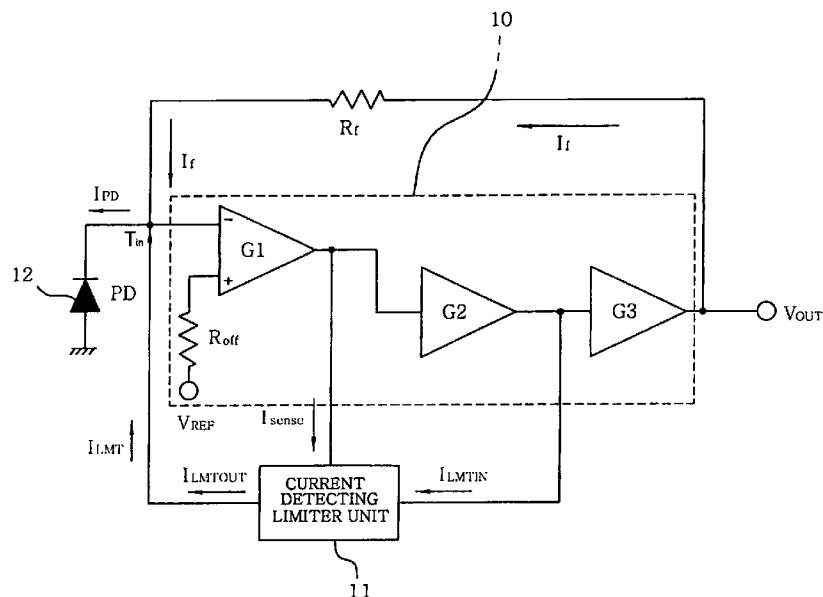 10
Rf
If
If
IPD
Tin
−
G1
12
PD
+
G2
G3
VOUT
Roff
VREF
Isense
ILMT
ILMTOUT
CURRENT
DETECTING
LIMITER UNIT
ILMTIN
11